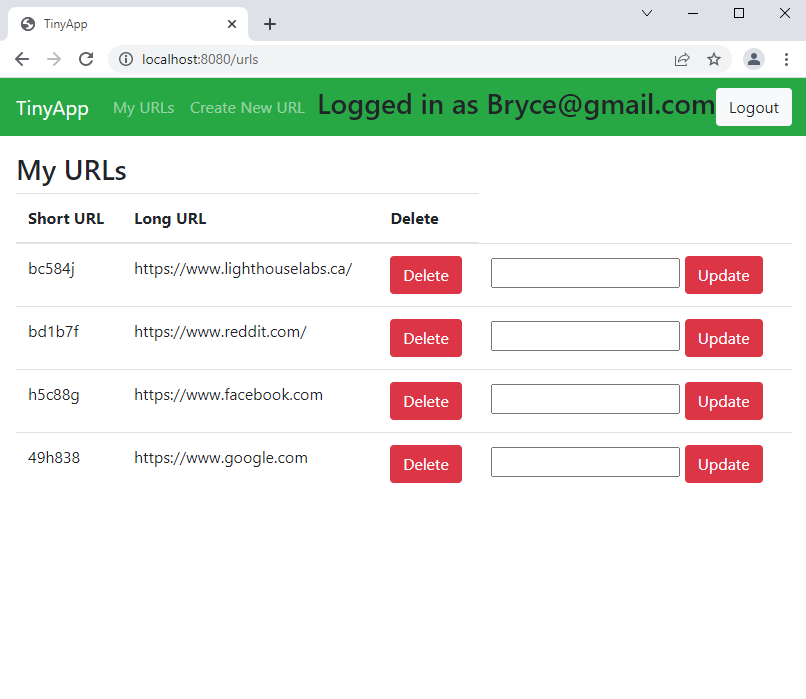 TinyApp
localhost:8080/urls
TinyApp My URLs Create New URL Logged in as Bryce@gmail.com Logout
My URLs
Short URL Long URL Delete
bc584j https://www.lighthouselabs.ca/ Delete Update
bd1b7f https://www.reddit.com/ Delete Update
h5c88g https://www.facebook.com Delete Update
49h838 https://www.google.com Delete Update